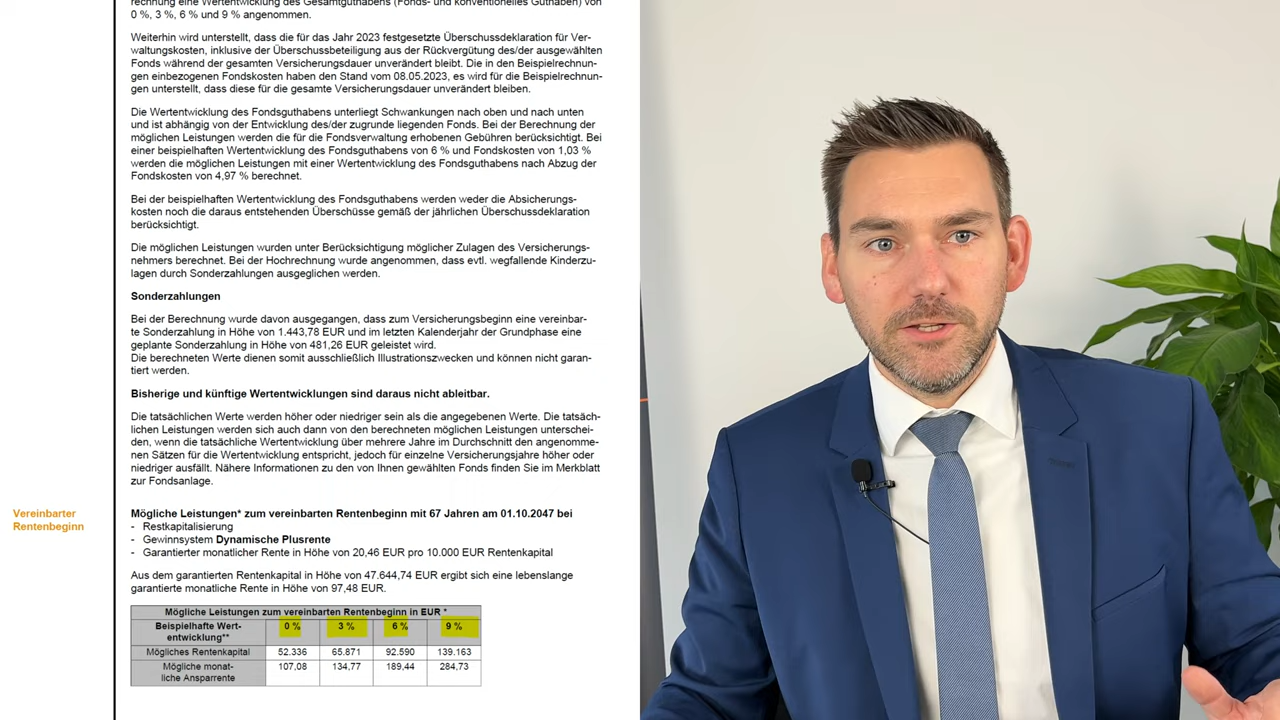 rechnung eine Wertentwicklung des Gesamtguthabens (Fonds- und konventionelles Guthaben) von
0 %, 3 %, 6 % und 9 % angenommen.
Weiterhin wird unterstellt, dass die für das Jahr 2023 festgesetzte Überschussdeklaration für Ver-
waltungskosten, inklusive der Überschussbeteiligung aus der Rückvergütung des/der ausgewählten
Fonds während der gesamten Versicherungsdauer unverändert bleibt. Die in den Beispielrechnun-
gen einbezogenen Fondskosten haben den Stand vom 08.05.2023, es wird für die Beispielrechnun-
gen unterstellt, dass diese für die gesamte Versicherungsdauer unverändert bleiben.
Die Wertentwicklung des Fondsguthabens unterliegt Schwankungen nach oben und nach unten
und ist abhängig von der Entwicklung des/der zugrunde liegenden Fonds. Bei der Berechnung der
möglichen Leistungen werden die für die Fondsverwaltung erhobenen Gebühren berücksichtigt. Bei
einer beispielhaften Wertentwicklung des Fondsguthabens von 6 % und Fondskosten von 1,03 %
werden die möglichen Leistungen mit einer Wertentwicklung des Fondsguthabens nach Abzug der
Fondskosten von 4,97 % berechnet.
Bei der beispielhaften Wertentwicklung des Fondsguthabens werden weder die Absicherungs-
kosten noch die daraus entstehenden Überschüsse gemäß der jährlichen Überschussdeklaration
berücksichtigt.
Die möglichen Leistungen wurden unter Berücksichtigung möglicher Zulagen des Versicherungs-
nehmers berechnet. Bei der Hochrechnung wurde angenommen, dass evtl. wegfallende Kinderzu-
lagen durch Sonderzahlungen ausgeglichen werden.
Sonderzahlungen
Bei der Berechnung wurde davon ausgegangen, dass zum Versicherungsbeginn eine vereinbar-
te Sonderzahlung in Höhe von 1.443,78 EUR und im letzten Kalenderjahr der Grundphase eine
geplante Sonderzahlung in Höhe von 481,26 EUR geleistet wird.
Die berechneten Werte dienen somit ausschließlich Illustrationszwecken und können nicht garan-
tiert werden.
Bisherige und künftige Wertentwicklungen sind daraus nicht ableitbar.
Die tatsächlichen Werte werden höher oder niedriger sein als die angegebenen Werte. Die tatsäch-
lichen Leistungen werden sich auch dann von den berechneten möglichen Leistungen unterschei-
den, wenn die tatsächliche Wertentwicklung über mehrere Jahre im Durchschnitt den angenomme-
nen Sätzen für die Wertentwicklung entspricht, jedoch für einzelne Versicherungsjahre höher oder
niedriger ausfällt. Nähere Informationen zu den von Ihnen gewählten Fonds finden Sie im Merkblatt
zur Fondsanlage.
Vereinbarter
Rentenbeginn
Mögliche Leistungen* zum vereinbarten Rentenbeginn mit 67 Jahren am 01.10.2047 bei
- Restkapitalisierung
- Gewinnsystem Dynamische Plusrente
- Garantierter monatlicher Rente in Höhe von 20,46 EUR pro 10.000 EUR Rentenkapital
Aus dem garantierten Rentenkapital in Höhe von 47.644,74 EUR ergibt sich eine lebenslange
garantierte monatliche Rente in Höhe von 97,48 EUR.
Mögliche Leistungen zum vereinbarten Rentenbeginn in EUR *
Beispielhafte Wert-
entwicklung** 0 % 3 % 6 % 9 %
Mögliches Rentenkapital 52.336 65.871 92.590 139.163
Mögliche monat-
liche Ansparrente 107,08 134,77 189,44 284,73